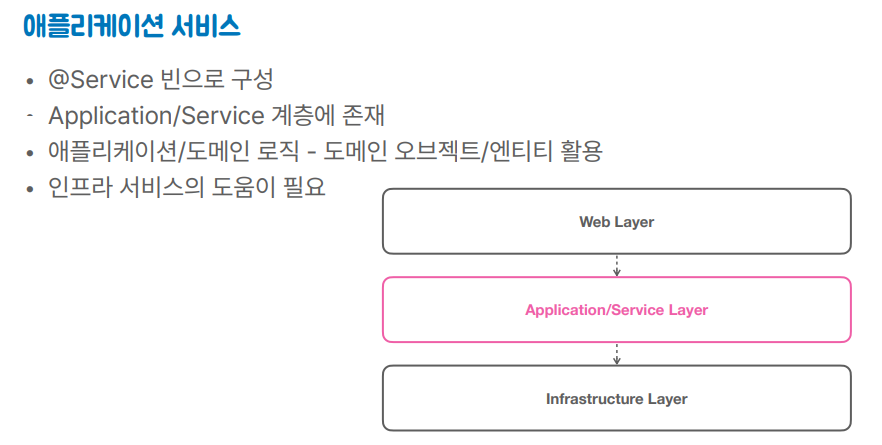 애플리케이션 서비스
• @Service 빈으로 구성
- Application/Service 계층에 존재
• 애플리케이션/도메인 로직 - 도메인 오브젝트/엔티티 활용
• 인프라 서비스의 도움이 필요
Web Layer
Application/Service Layer
Infrastructure Layer